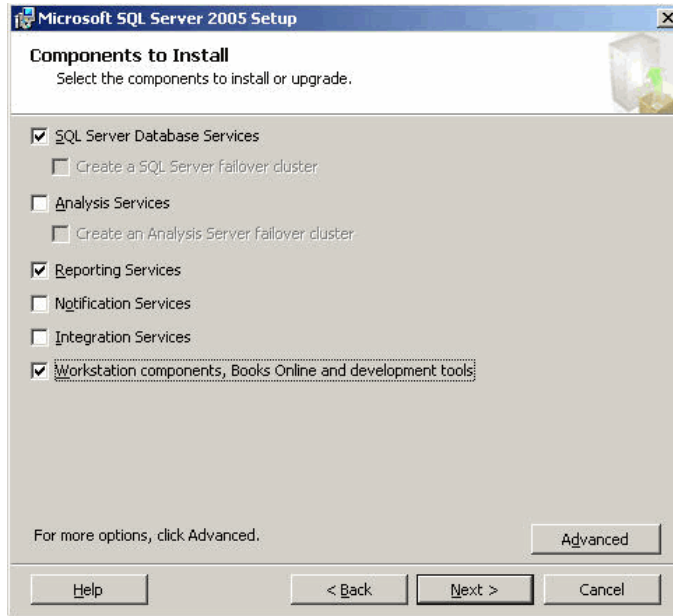 Microsoft SQL Server 2005 Setup
Components to Install
Select the components to install or upgrade.
SQL Server Database Services
Create a SQL Server failover cluster
Analysis Services
Create an Analysis Server failover cluster
Reporting Services
Notification Services
Integration Services
Workstation components, Books Online and development tools
For more options, click Advanced.
Advanced
Help
< Back
Next >
Cancel